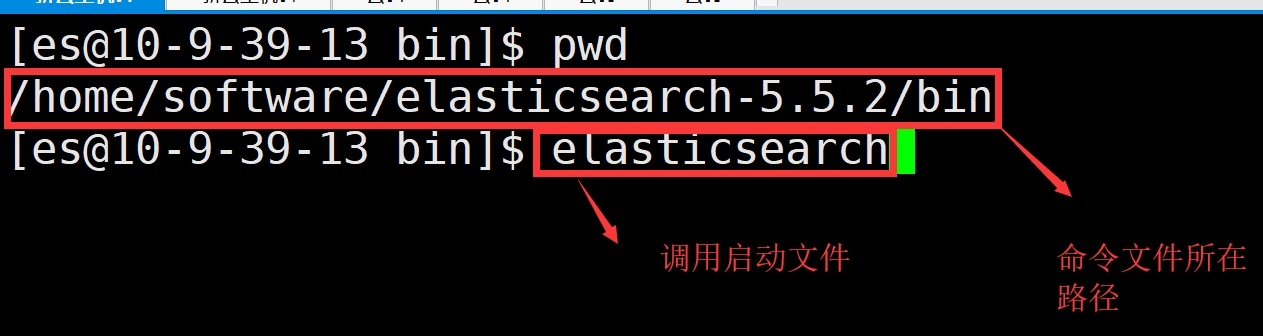 [es@10-9-39-13 bin]$ pwd
/home/software/elasticsearch-5.5.2/bin
[es@10-9-39-13 bin]$ elasticsearch
调用启动文件
命令文件所在
路径